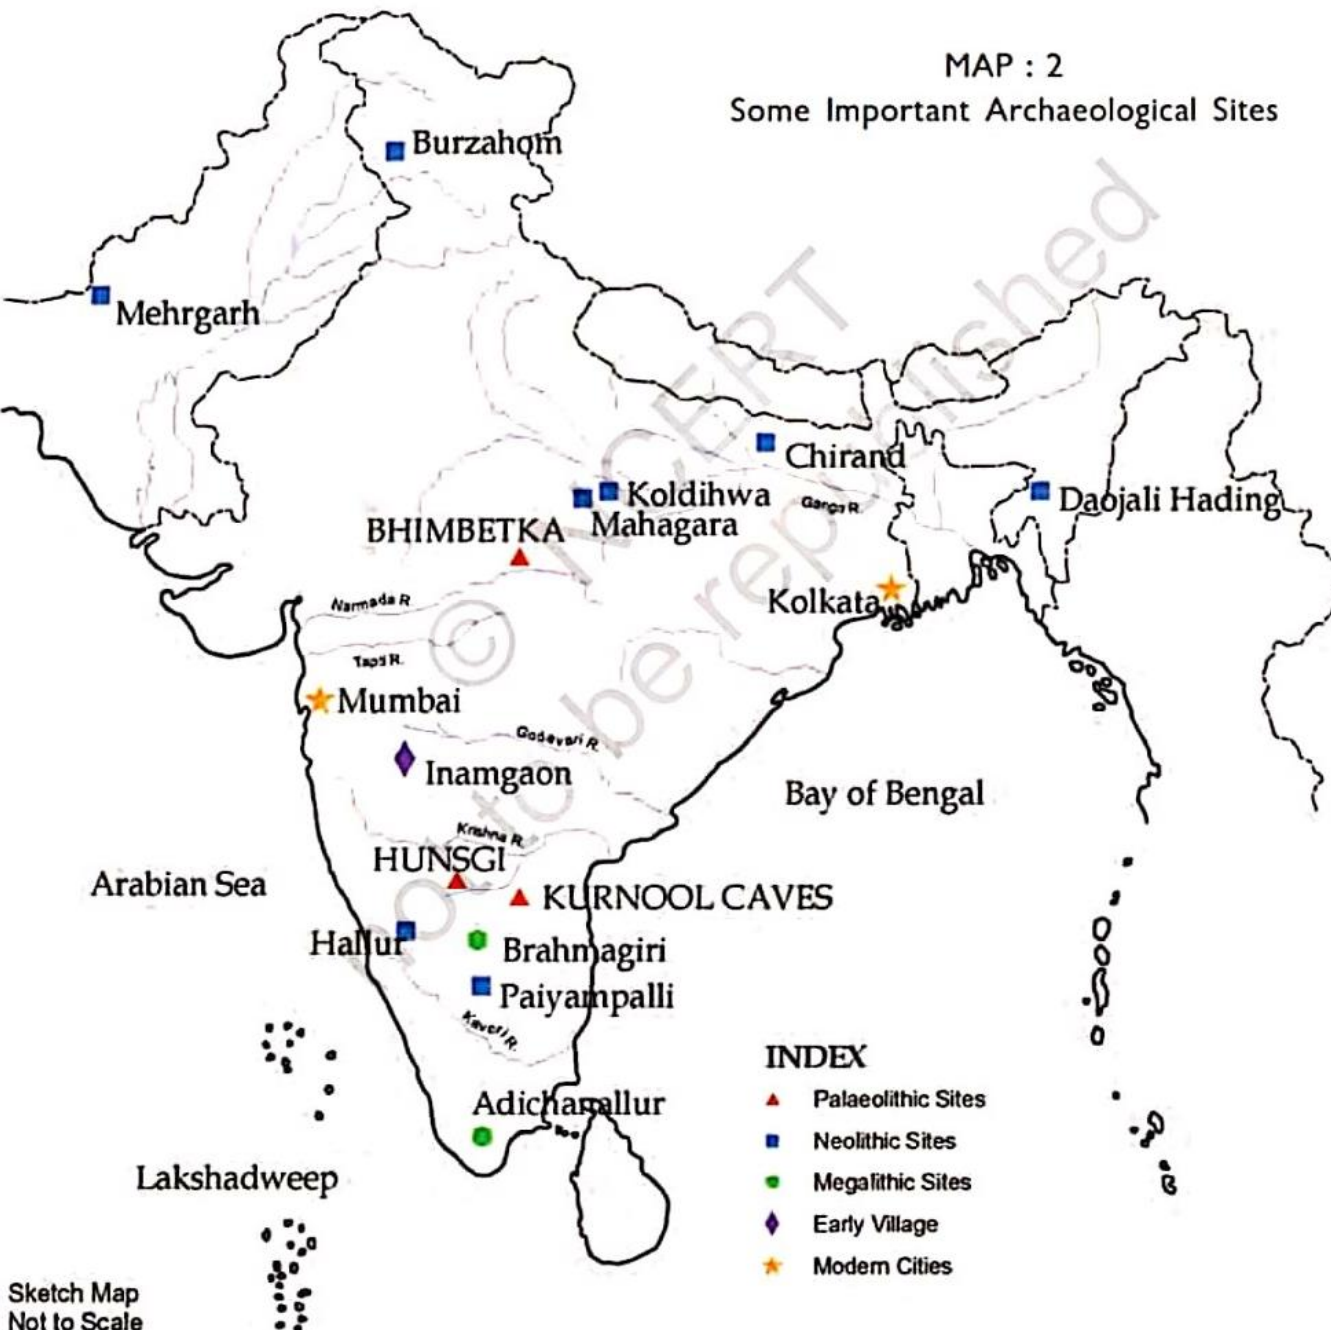 MAP : 2
Some Important Archaeological Sites
Burzahom
Mehrgarh
Chirand
Koldihwa
Mahagara
Ganga R.
Daojali Hading
BHIMBETKA
Narmada R
Kolkata
Tapti R.
Mumbai
Godavari R.
Inamgaon
Bay of Bengal
Krishna R.
HUNSGI
Arabian Sea
KURNOOL CAVES
Hallur
Brahmagiri
Paiyampalli
Kaveri R.
INDEX
Palaeolithic Sites
Adichanallur
Neolithic Sites
Lakshadweep
Megalithic Sites
Early Village
Modern Cities
Sketch Map
Not to Scale
© NCERT
not to be republished